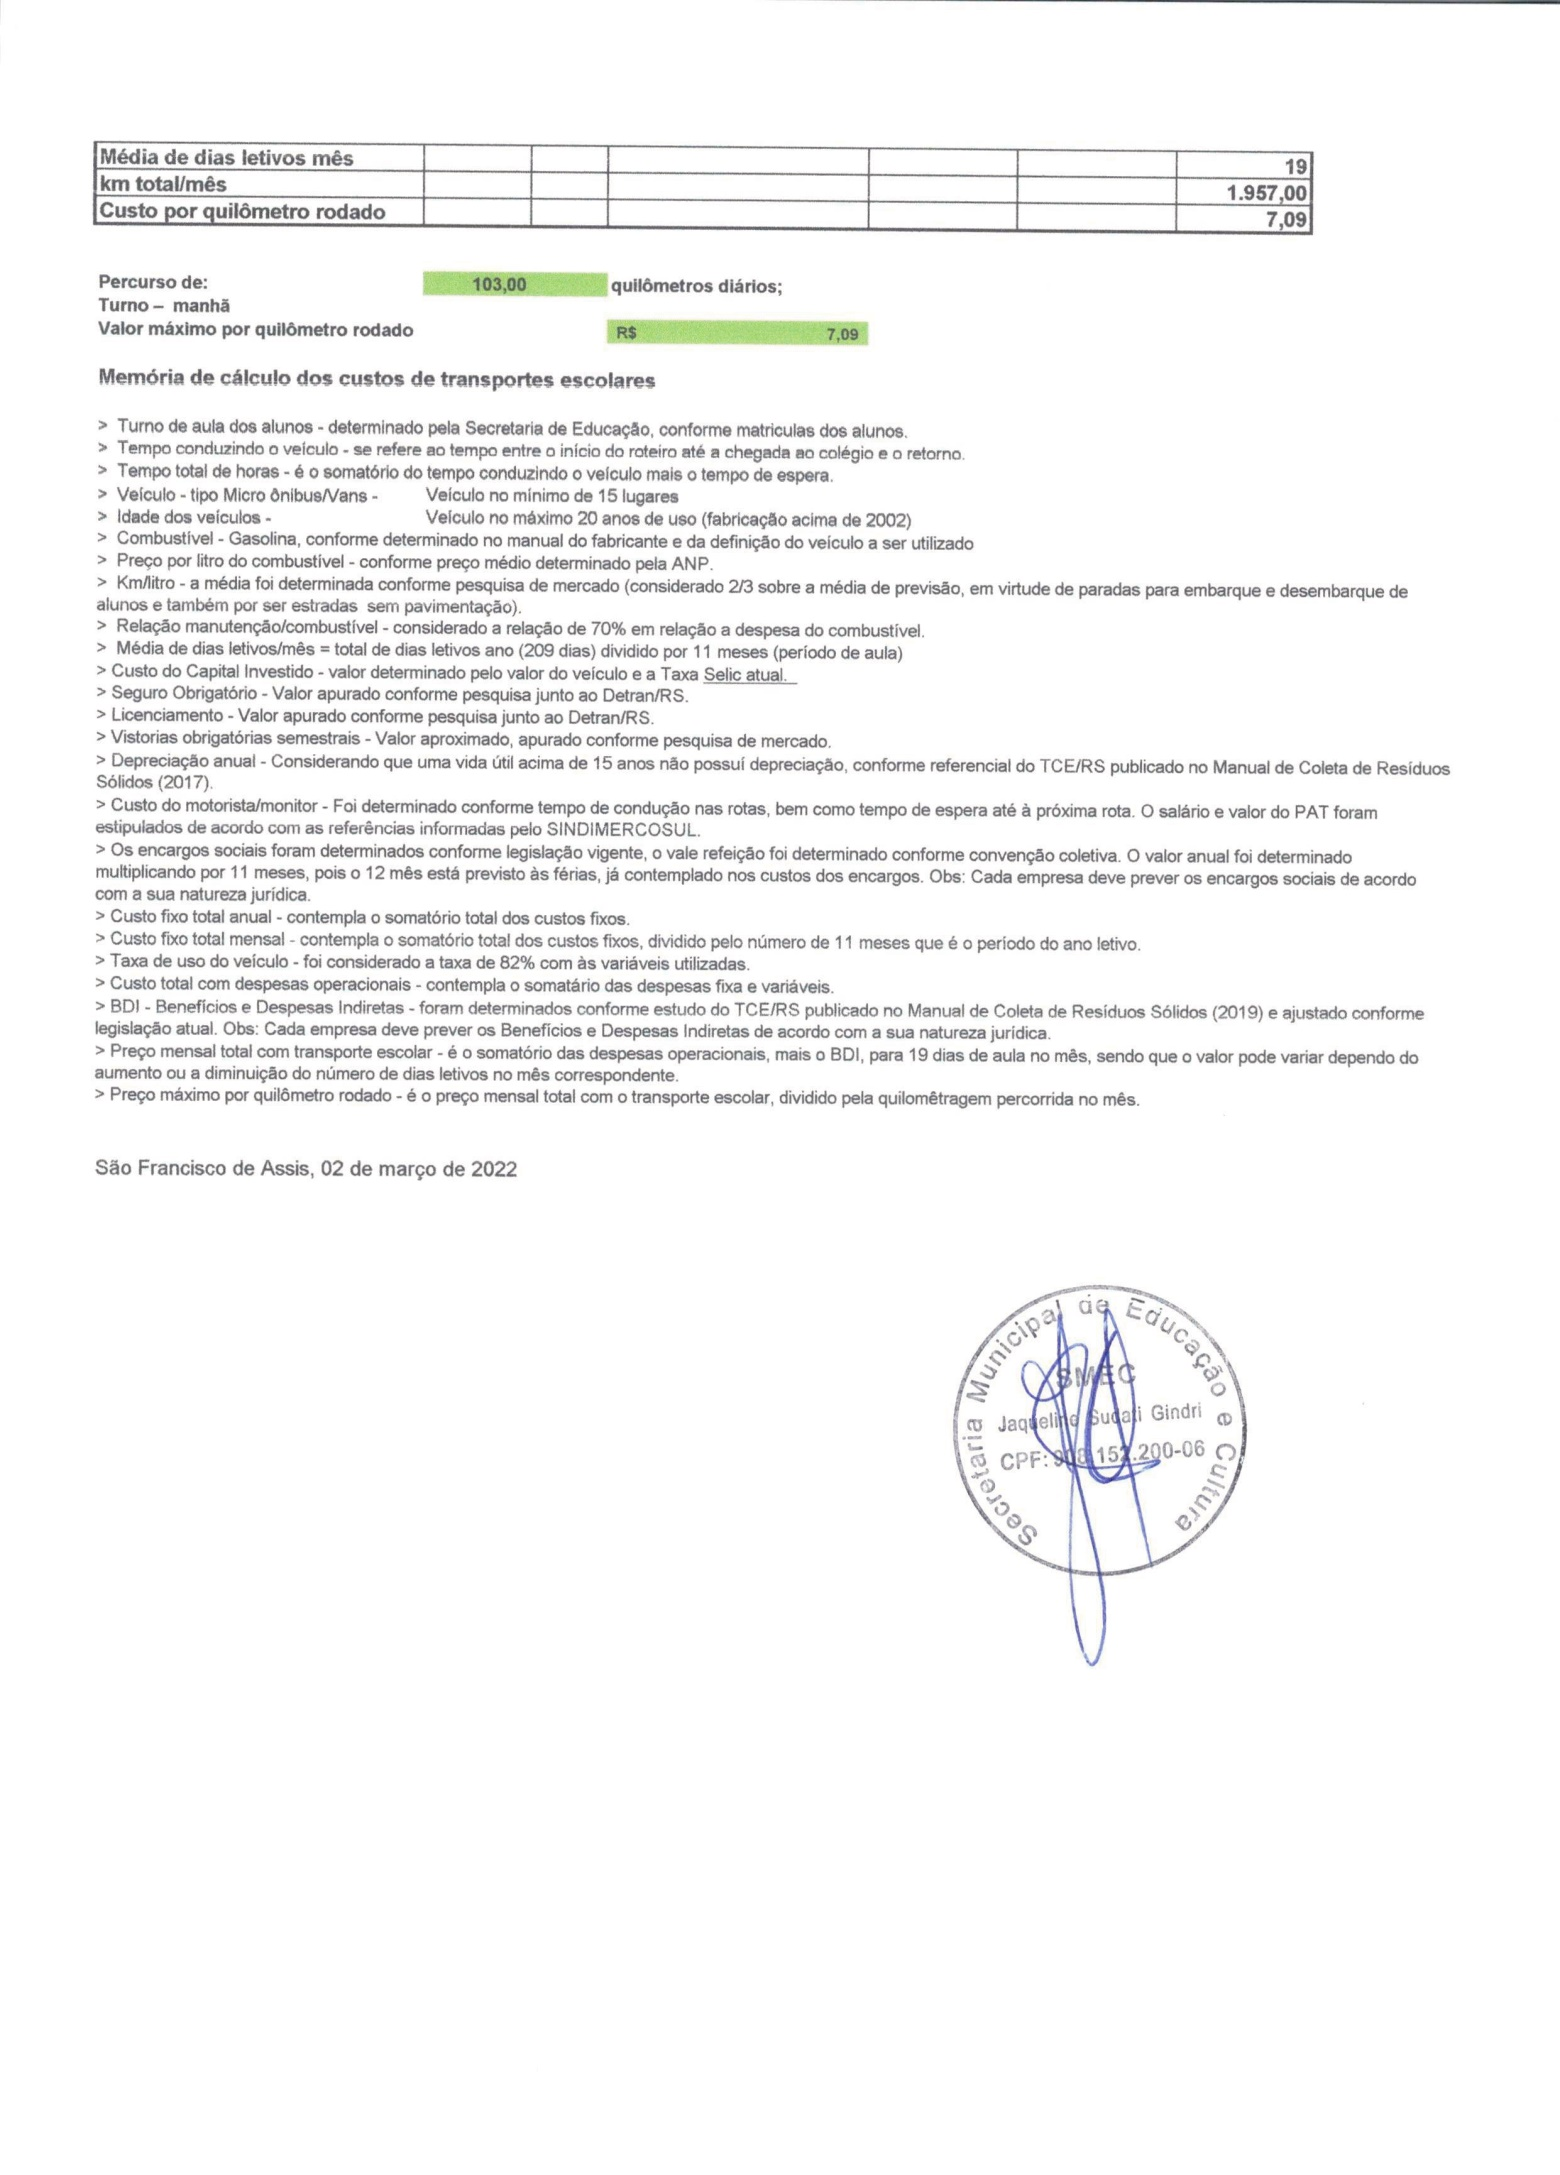 Média de dias letivos mês 19
km total/mês 1.957,00
Custo por quilômetro rodado 7,09
Percurso de: 103,00 quilômetros diários;
Turno – manhã
Valor máximo por quilômetro rodado R$ 7,09
Memória de cálculo dos custos de transportes escolares
> Turno de aula dos alunos - determinado pela Secretaria de Educação, conforme matriculas dos alunos.
> Tempo conduzindo o veículo - se refere ao tempo entre o início do roteiro até a chegada ao colégio e o retorno.
> Tempo total de horas - é o somatório do tempo conduzindo o veículo mais o tempo de espera.
> Veículo - tipo Micro ônibus/Vans - Veículo no mínimo de 15 lugares
> Idade dos veículos - Veículo no máximo 20 anos de uso (fabricação acima de 2002)
> Combustível - Gasolina, conforme determinado no manual do fabricante e da definição do veículo a ser utilizado
> Preço por litro do combustível - conforme preço médio determinado pela ANP.
> Km/litro - a média foi determinada conforme pesquisa de mercado (considerado 2/3 sobre a média de previsão, em virtude de paradas para embarque e desembarque de
alunos e também por ser estradas sem pavimentação).
> Relação manutenção/combustível - considerado a relação de 70% em relação a despesa do combustível.
> Média de dias letivos/mês = total de dias letivos ano (209 dias) dividido por 11 meses (período de aula)
> Custo do Capital Investido - valor determinado pelo valor do veículo e a Taxa Selic atual.
> Seguro Obrigatório - Valor apurado conforme pesquisa junto ao Detran/RS.
> Licenciamento - Valor apurado conforme pesquisa junto ao Detran/RS.
> Vistorias obrigatórias semestrais - Valor aproximado, apurado conforme pesquisa de mercado.
> Depreciação anual - Considerando que uma vida útil acima de 15 anos não possuí depreciação, conforme referencial do TCE/RS publicado no Manual de Coleta de Resíduos
Sólidos (2017).
> Custo do motorista/monitor - Foi determinado conforme tempo de condução nas rotas, bem como tempo de espera até à próxima rota. O salário e valor do PAT foram
estipulados de acordo com as referências informadas pelo SINDIMERCOSUL.
> Os encargos sociais foram determinados conforme legislação vigente, o vale refeição foi determinado conforme convenção coletiva. O valor anual foi determinado
multiplicando por 11 meses, pois o 12 mês está previsto às férias, já contemplado nos custos dos encargos. Obs: Cada empresa deve prever os encargos sociais de acordo
com a sua natureza jurídica.
> Custo fixo total anual - contempla o somatório total dos custos fixos.
> Custo fixo total mensal - contempla o somatório total dos custos fixos, dividido pelo número de 11 meses que é o período do ano letivo.
> Taxa de uso do veículo - foi considerado a taxa de 82% com às variáveis utilizadas.
> Custo total com despesas operacionais - contempla o somatário das despesas fixa e variáveis.
> BDI - Benefícios e Despesas Indiretas - foram determinados conforme estudo do TCE/RS publicado no Manual de Coleta de Resíduos Sólidos (2019) e ajustado conforme
legislação atual. Obs: Cada empresa deve prever os Benefícios e Despesas Indiretas de acordo com a sua natureza jurídica.
> Preço mensal total com transporte escolar - é o somatório das despesas operacionais, mais o BDI, para 19 dias de aula no mês, sendo que o valor pode variar dependo do
aumento ou a diminuição do número de dias letivos no mês correspondente.
> Preço máximo por quilômetro rodado - é o preço mensal total com o transporte escolar, dividido pela quilomêtragem percorrida no mês.
São Francisco de Assis, 02 de março de 2022
Secretaria Municipal de Educação e Cultura
SMEC
Jaqueline Sudati Gindri
CPF: 152.200-06